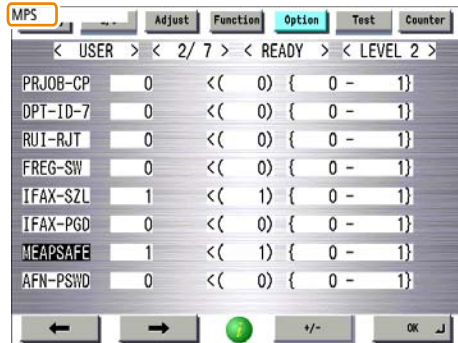 MPS
Adjust Function Option Test Counter
< USER > < 2/ 7 > < READY > < LEVEL 2 >
PRJOB-CP 0 <( 0) { 0 - 1}
DPT-ID-7 0 <( 0) { 0 - 1}
RUI-RJT 0 <( 0) { 0 - 1}
FREG-SW 0 <( 0) { 0 - 1}
IFAX-SZL 1 <( 1) { 0 - 1}
IFAX-PGD 0 <( 0) { 0 - 1}
MEAPSAFE 1 <( 1) { 0 - 1}
AFN-PSWD 0 <( 0) { 0 - 1}
+/- OK